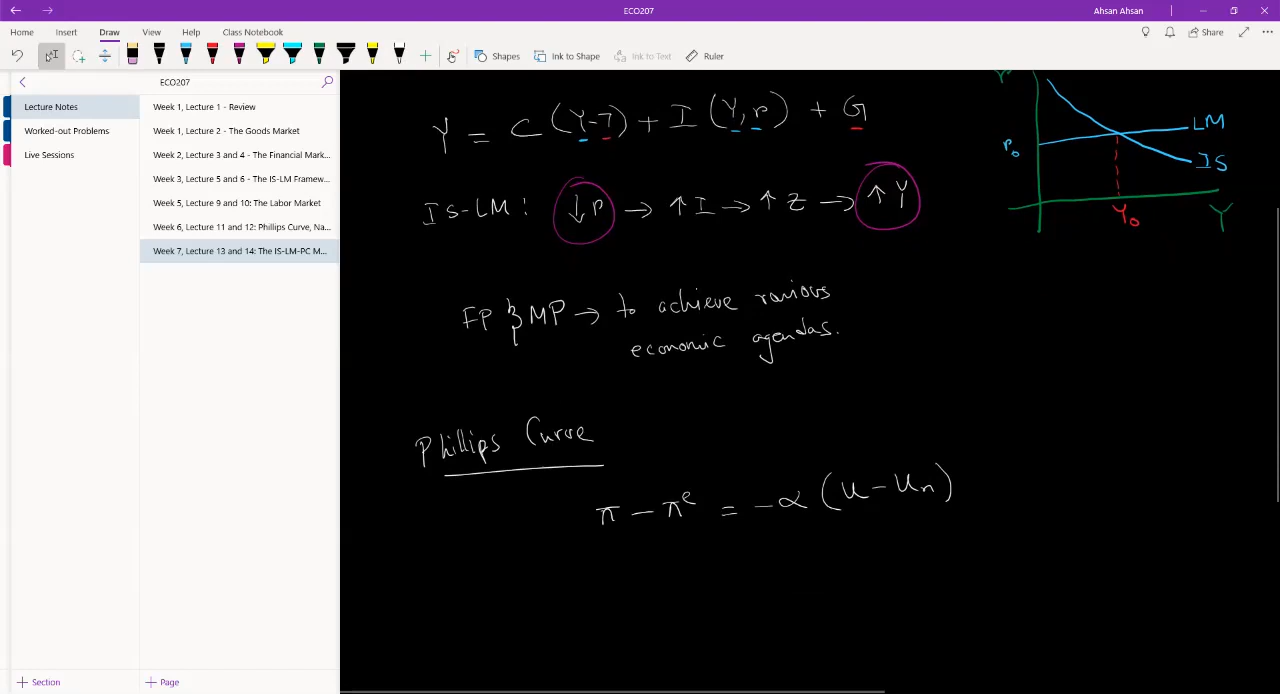 ECO207
Ahsan Ahsan
Home Insert Draw View Help Class Notebook
Share
Shapes Ink to Shape Ink to Text Ruler
ECO207
Lecture Notes
Worked-out Problems
Live Sessions
Week 1, Lecture 1 - Review
Week 1, Lecture 2 - The Goods Market
Week 2, Lecture 3 and 4 - The Financial Mark...
Week 3, Lecture 5 and 6 - The IS-LM Framew...
Week 5, Lecture 9 and 10: The Labor Market
Week 6, Lecture 11 and 12: Phillips Curve, Na...
Week 7, Lecture 13 and 14: The IS-LM-PC M...
+ Section
+ Page
Y = C (Y-T) + I (Y, r) + G
IS-LM: ↓ r → ↑ I → ↑ Z → ↑ Y
FP & MP → to achieve various
economic agendas.
Phillips Curve
π - πᵉ = -α (u - uₙ)
r
LM
r₀
IS
Y₀
Y